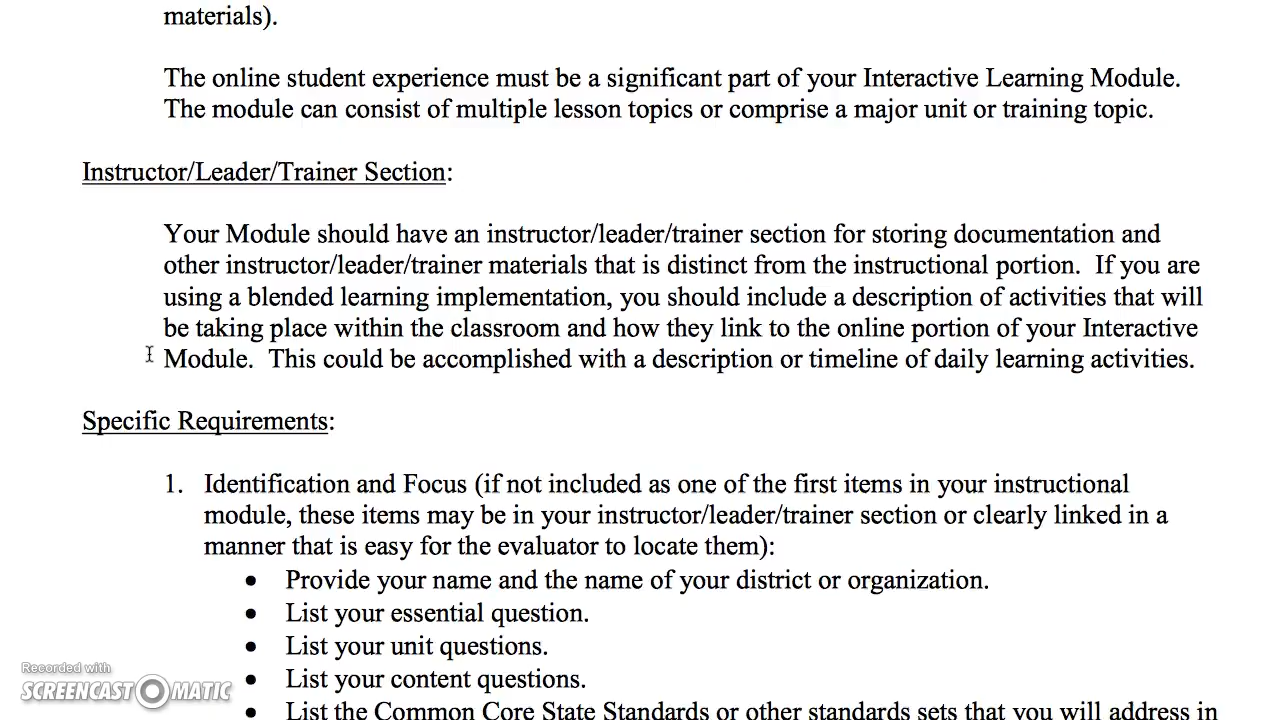 materials).
The online student experience must be a significant part of your Interactive Learning Module.
The module can consist of multiple lesson topics or comprise a major unit or training topic.
Instructor/Leader/Trainer Section:
Your Module should have an instructor/leader/trainer section for storing documentation and
other instructor/leader/trainer materials that is distinct from the instructional portion.  If you are
using a blended learning implementation, you should include a description of activities that will
be taking place within the classroom and how they link to the online portion of your Interactive
Module.  This could be accomplished with a description or timeline of daily learning activities.
Specific Requirements:
1. Identification and Focus (if not included as one of the first items in your instructional
module, these items may be in your instructor/leader/trainer section or clearly linked in a
manner that is easy for the evaluator to locate them):
• Provide your name and the name of your district or organization.
• List your essential question.
• List your unit questions.
• List your content questions.
• List the Common Core State Standards or other standards sets that you will address in
Recorded with
SCREENCAST MATIC